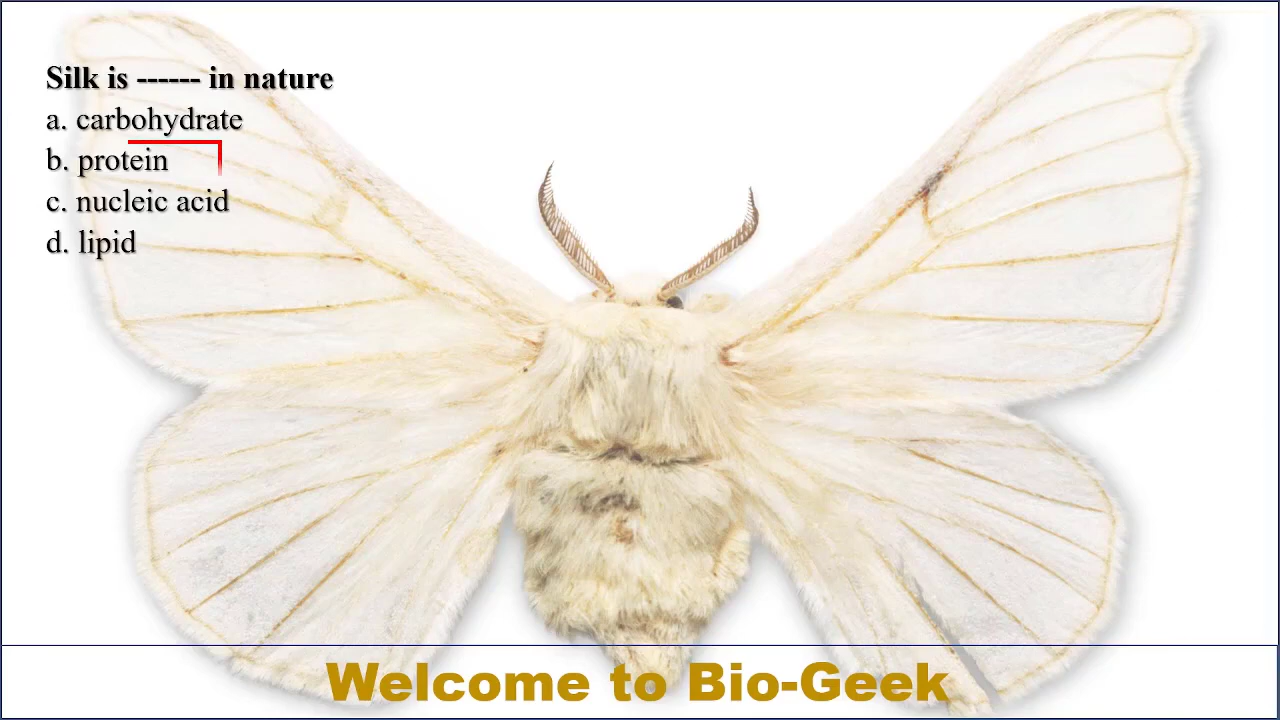 Silk is ------ in nature
a. carbohydrate
b. protein
c. nucleic acid
d. lipid
Welcome to Bio-Geek